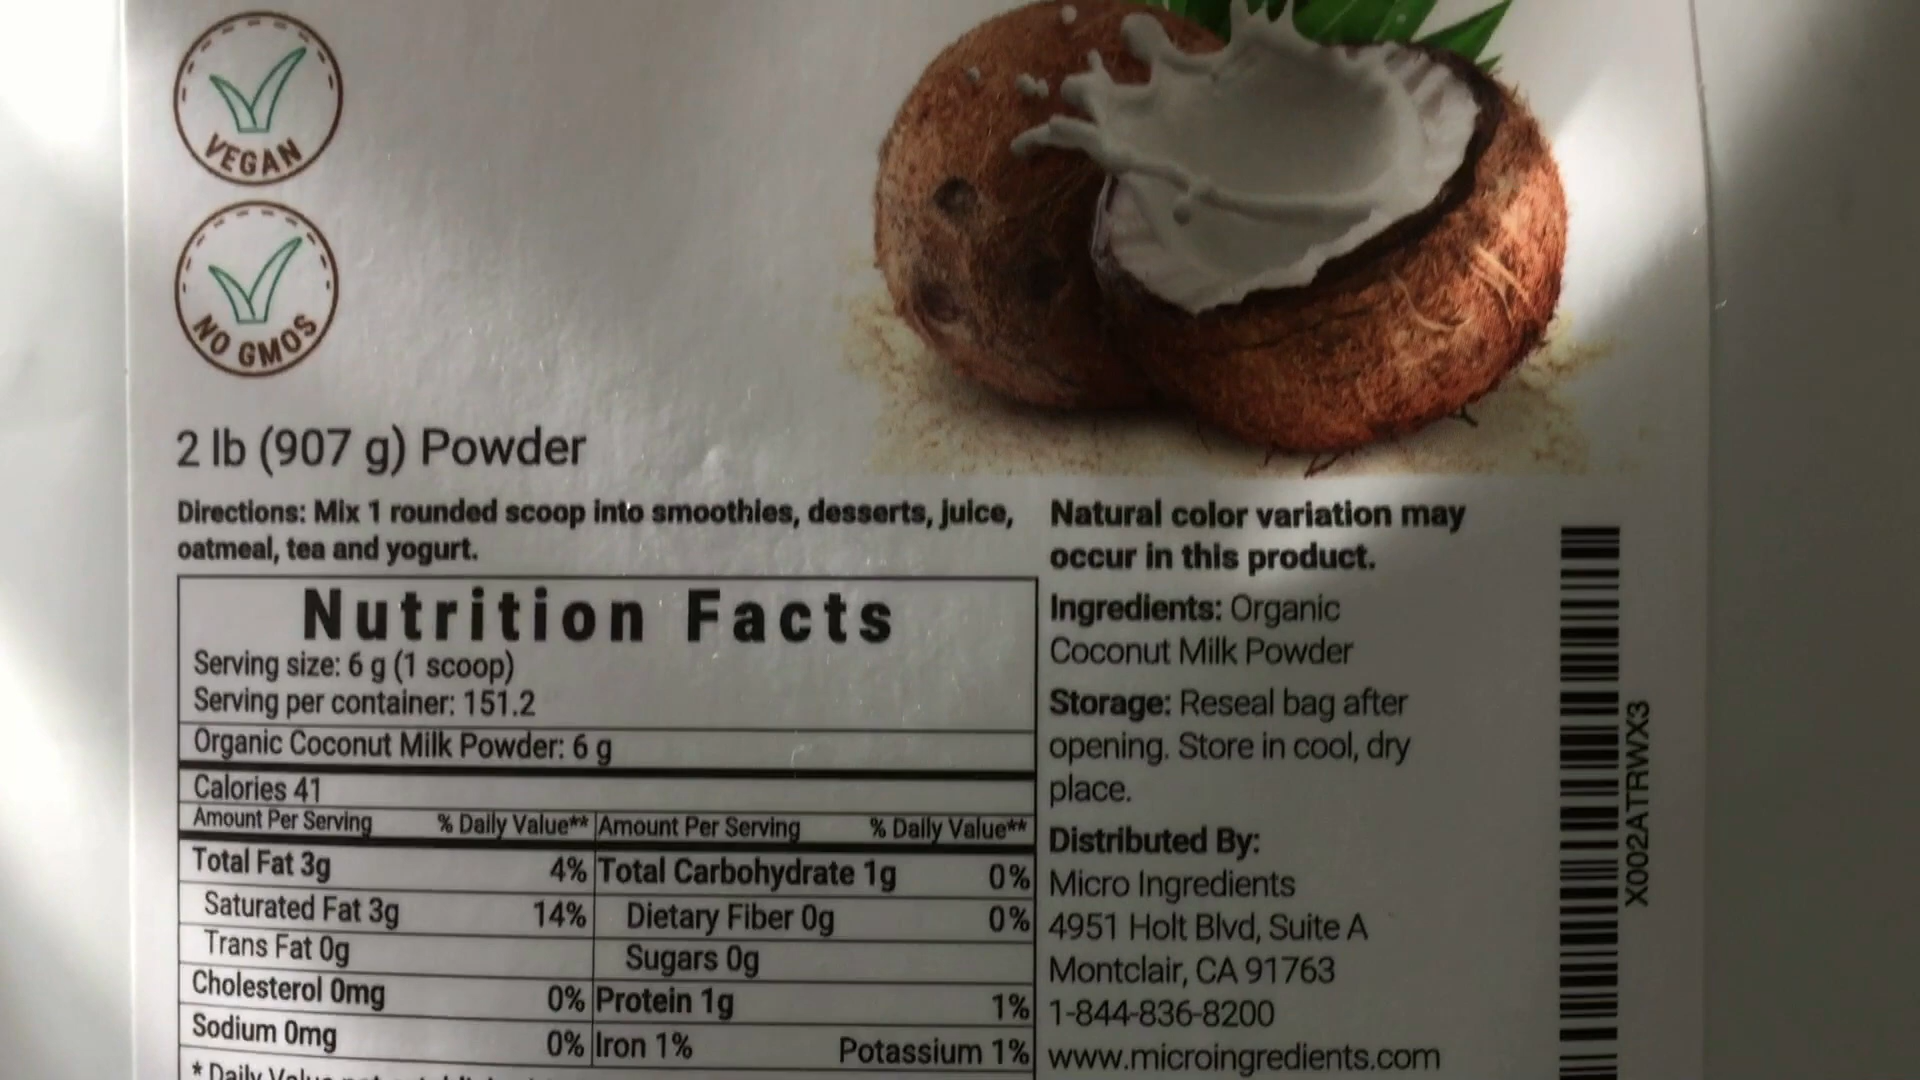 VEGAN
NO GMOS
2 lb (907 g) Powder
Directions: Mix 1 rounded scoop into smoothies, desserts, juice,
oatmeal, tea and yogurt.
Nutrition Facts
Serving size: 6 g (1 scoop)
Serving per container: 151.2
Organic Coconut Milk Powder: 6 g
Calories 41
Amount Per Serving % Daily Value** Amount Per Serving % Daily Value**
Total Fat 3g 4% Total Carbohydrate 1g 0%
Saturated Fat 3g 14% Dietary Fiber 0g 0%
Trans Fat 0g Sugars 0g
Cholesterol 0mg 0% Protein 1g 1%
Sodium 0mg 0% Iron 1% Potassium 1%
* Daily Value
Natural color variation may
occur in this product.
Ingredients: Organic
Coconut Milk Powder
Storage: Reseal bag after
opening. Store in cool, dry
place.
Distributed By:
Micro Ingredients
4951 Holt Blvd, Suite A
Montclair, CA 91763
1-844-836-8200
www.microingredients.com
X002ATRWX3